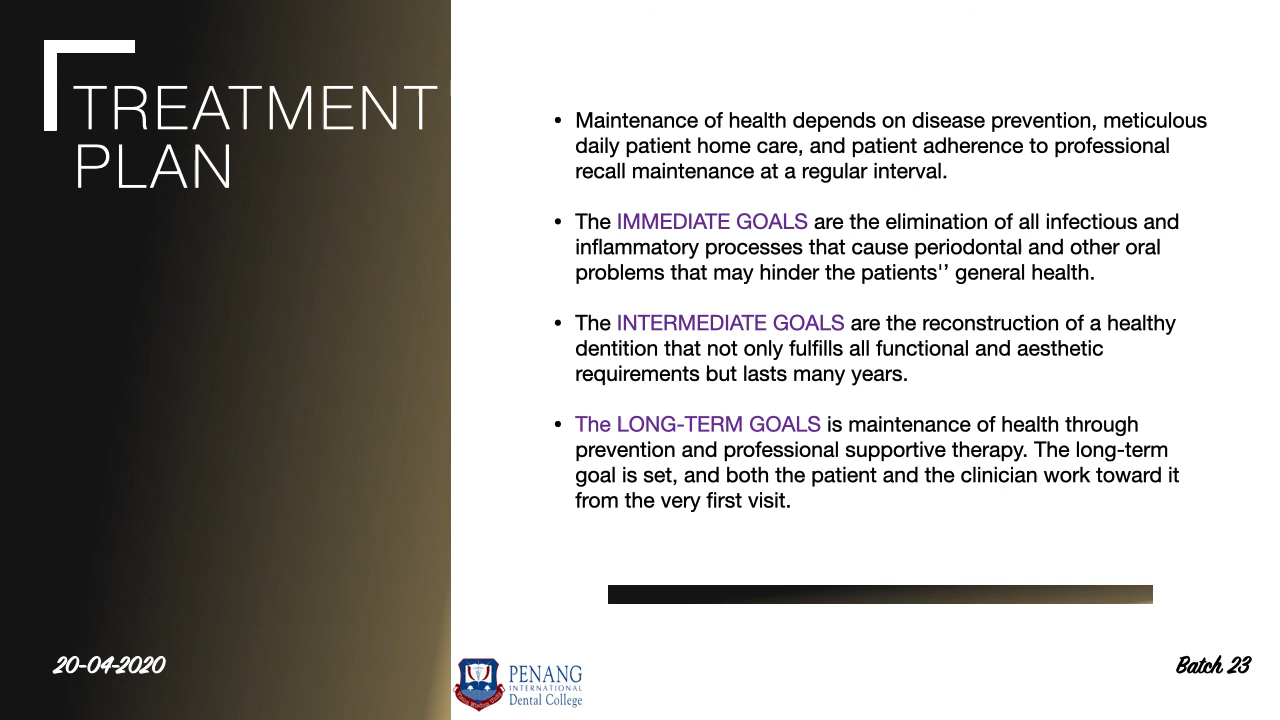 TREATMENT
PLAN
• Maintenance of health depends on disease prevention, meticulous
daily patient home care, and patient adherence to professional
recall maintenance at a regular interval.
• The IMMEDIATE GOALS are the elimination of all infectious and
inflammatory processes that cause periodontal and other oral
problems that may hinder the patients'’ general health.
• The INTERMEDIATE GOALS are the reconstruction of a healthy
dentition that not only fulfills all functional and aesthetic
requirements but lasts many years.
• The LONG-TERM GOALS is maintenance of health through
prevention and professional supportive therapy. The long-term
goal is set, and both the patient and the clinician work toward it
from the very first visit.
20-04-2020
PENANG
INTERNATIONAL
Dental College
Batch 23